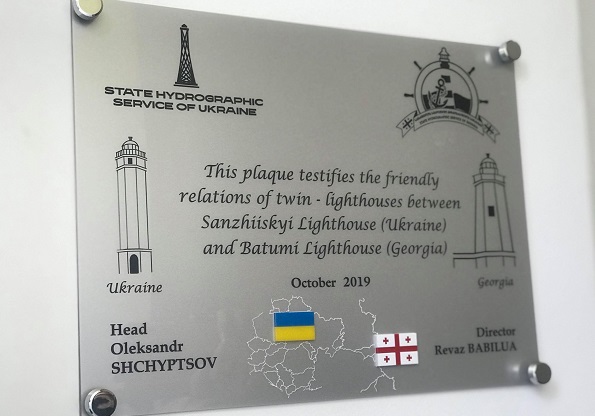 STATE HYDROGRAPHIC
SERVICE OF UKRAINE
This plaque testifies the friendly
relations of twin - lighthouses between
Sanzhiiskyi Lighthouse (Ukraine)
and Batumi Lighthouse (Georgia)
Ukraine
October 2019
Georgia
Head
Oleksandr
SHCHYPTSOV
Director
Revaz BABILUA